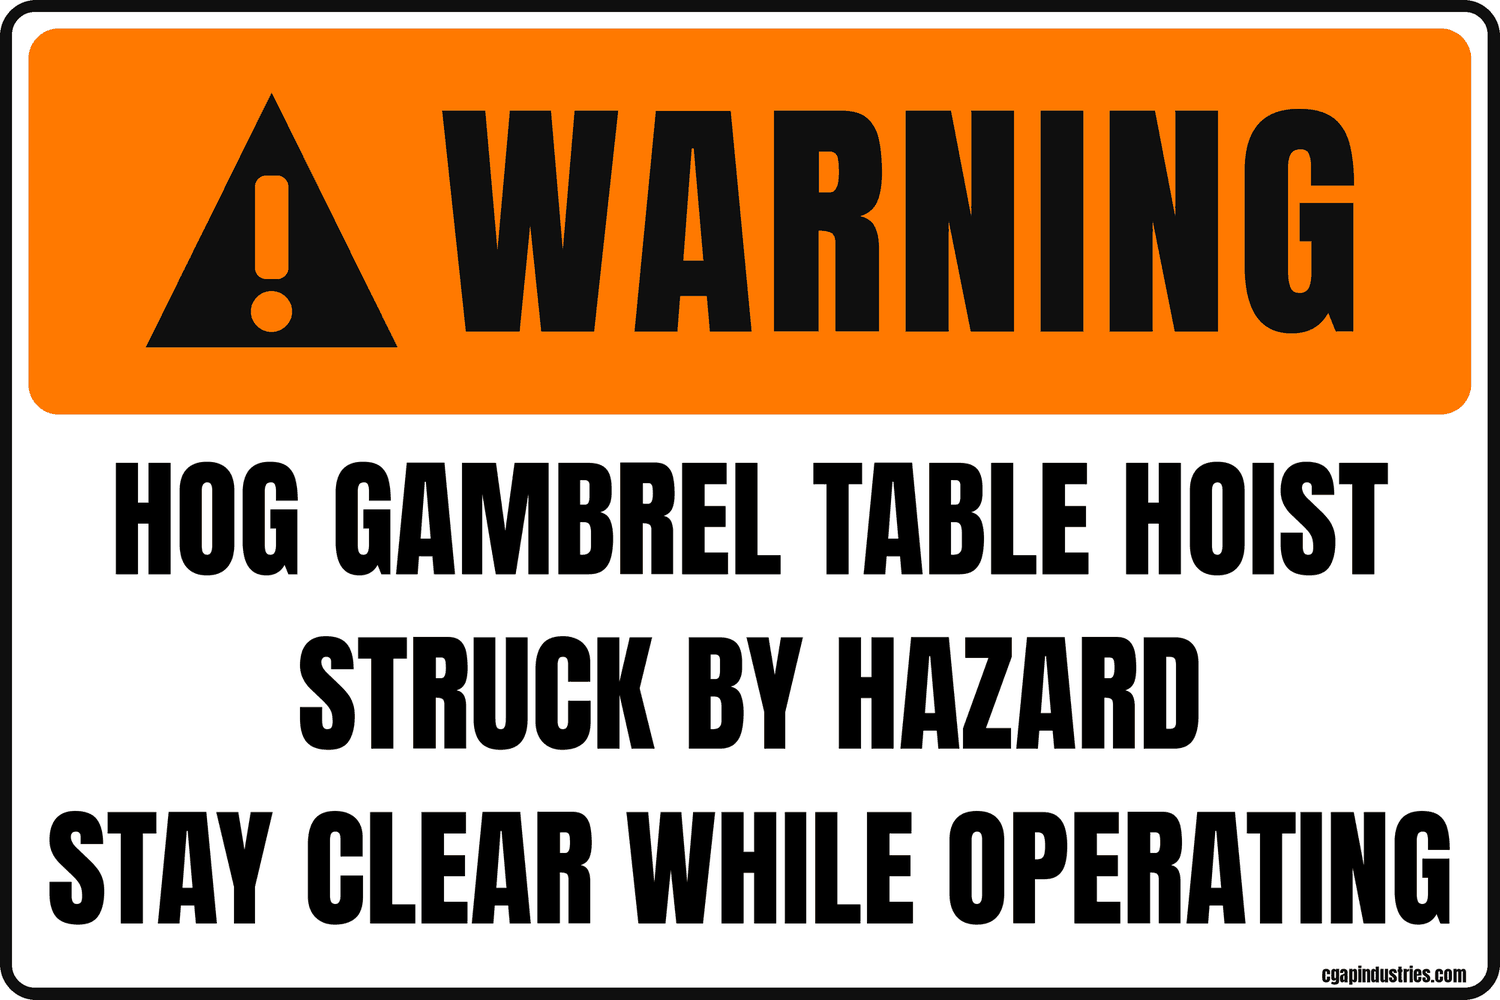 WARNING
HOG GAMBREL TABLE HOIST
STRUCK BY HAZARD
STAY CLEAR WHILE OPERATING
cgapindustries.com